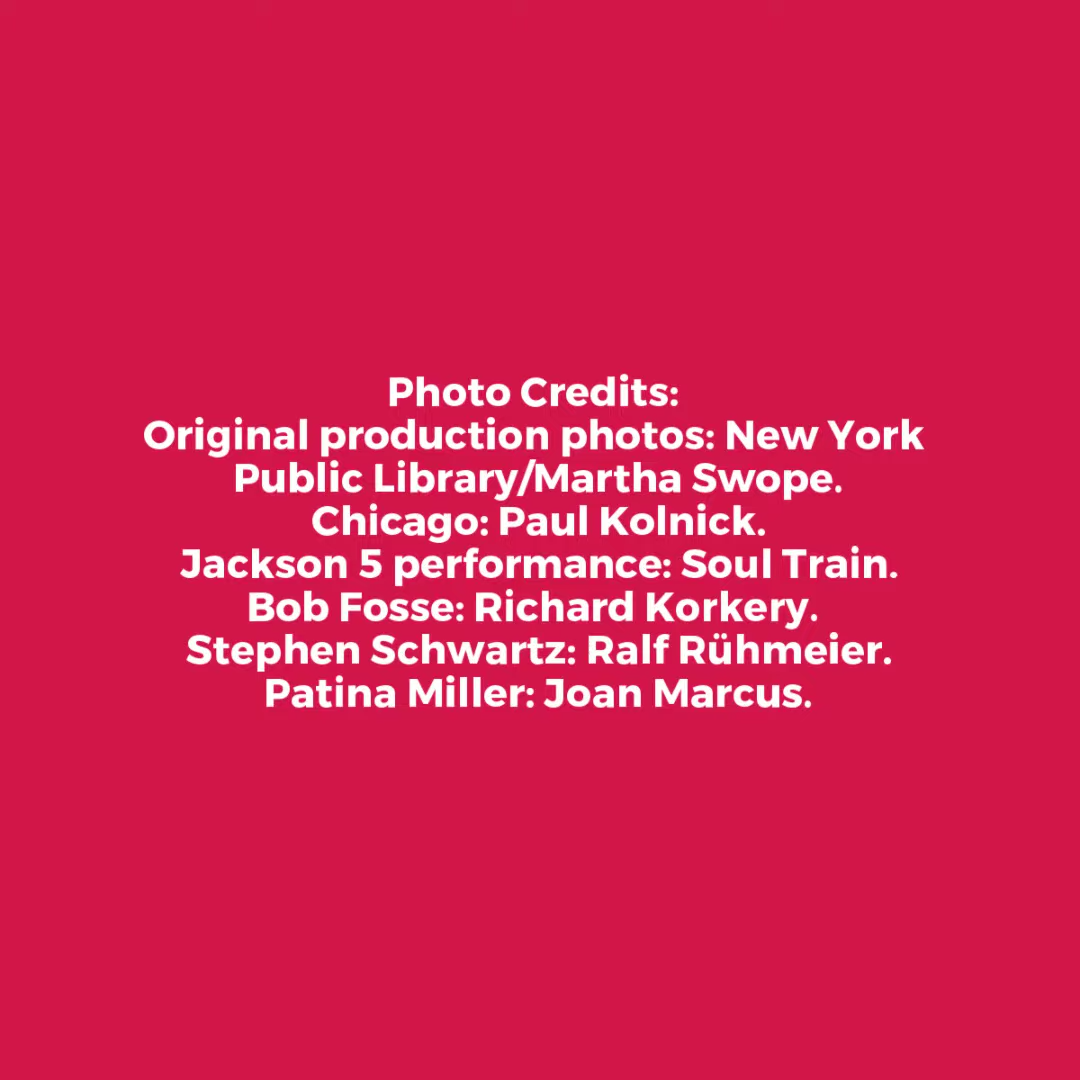 Photo Credits:
Original production photos: New York
Public Library/Martha Swope.
Chicago: Paul Kolnick.
Jackson 5 performance: Soul Train.
Bob Fosse: Richard Korkery.
Stephen Schwartz: Ralf Rühmeier.
Patina Miller: Joan Marcus.